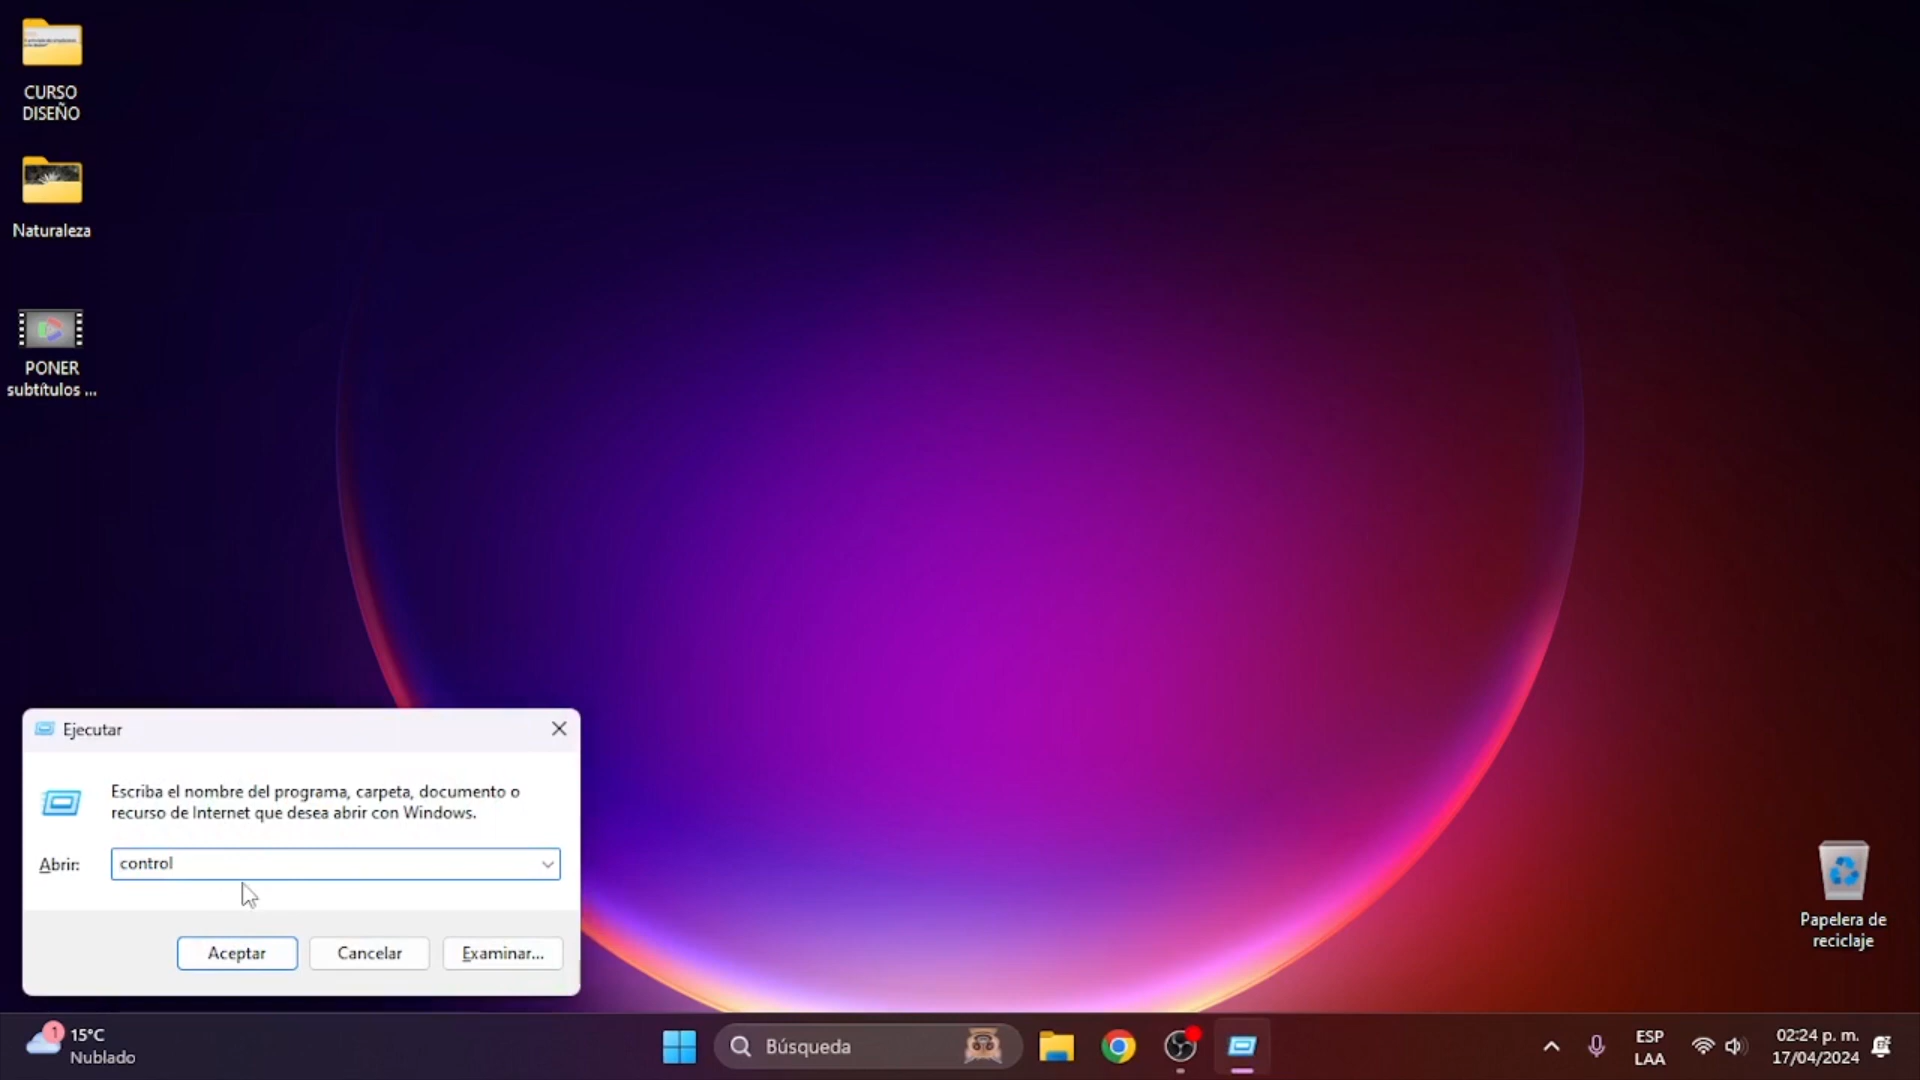 CURSO
DISEÑO
Naturaleza
PONER
subtítulos ...
Ejecutar
Escriba el nombre del programa, carpeta, documento o
recurso de Internet que desea abrir con Windows.
Abrir:
control
Aceptar
Cancelar
Examinar...
Papelera de
reciclaje
1
15°C
Nublado
Búsqueda
ESP
LAA
02:24 p. m.
17/04/2024